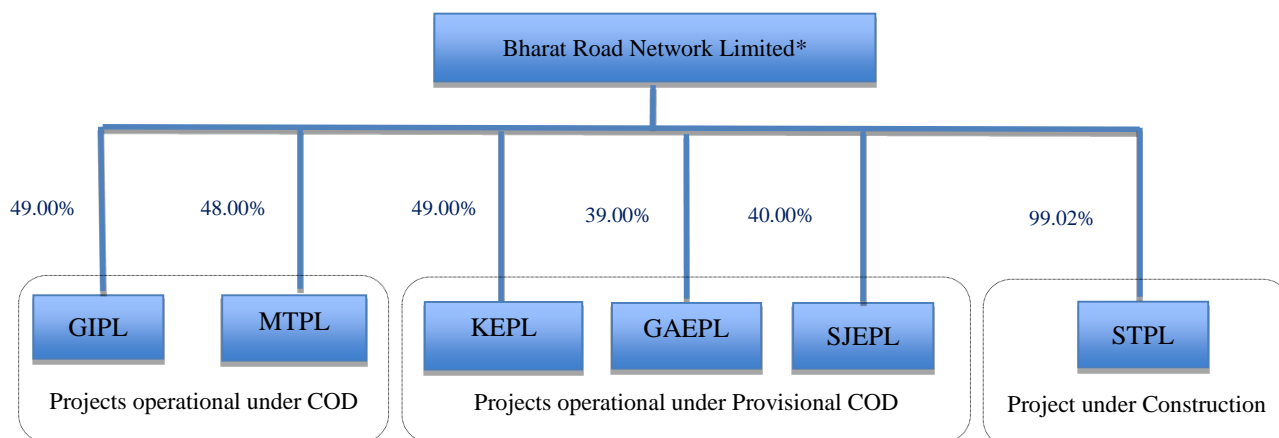 Bharat Road Network Limited*
49.00%
48.00%
49.00%
39.00%
40.00%
99.02%
GIPL
MTPL
KEPL
GAEPL
SJEPL
STPL
Projects operational under COD
Projects operational under Provisional COD
Project under Construction